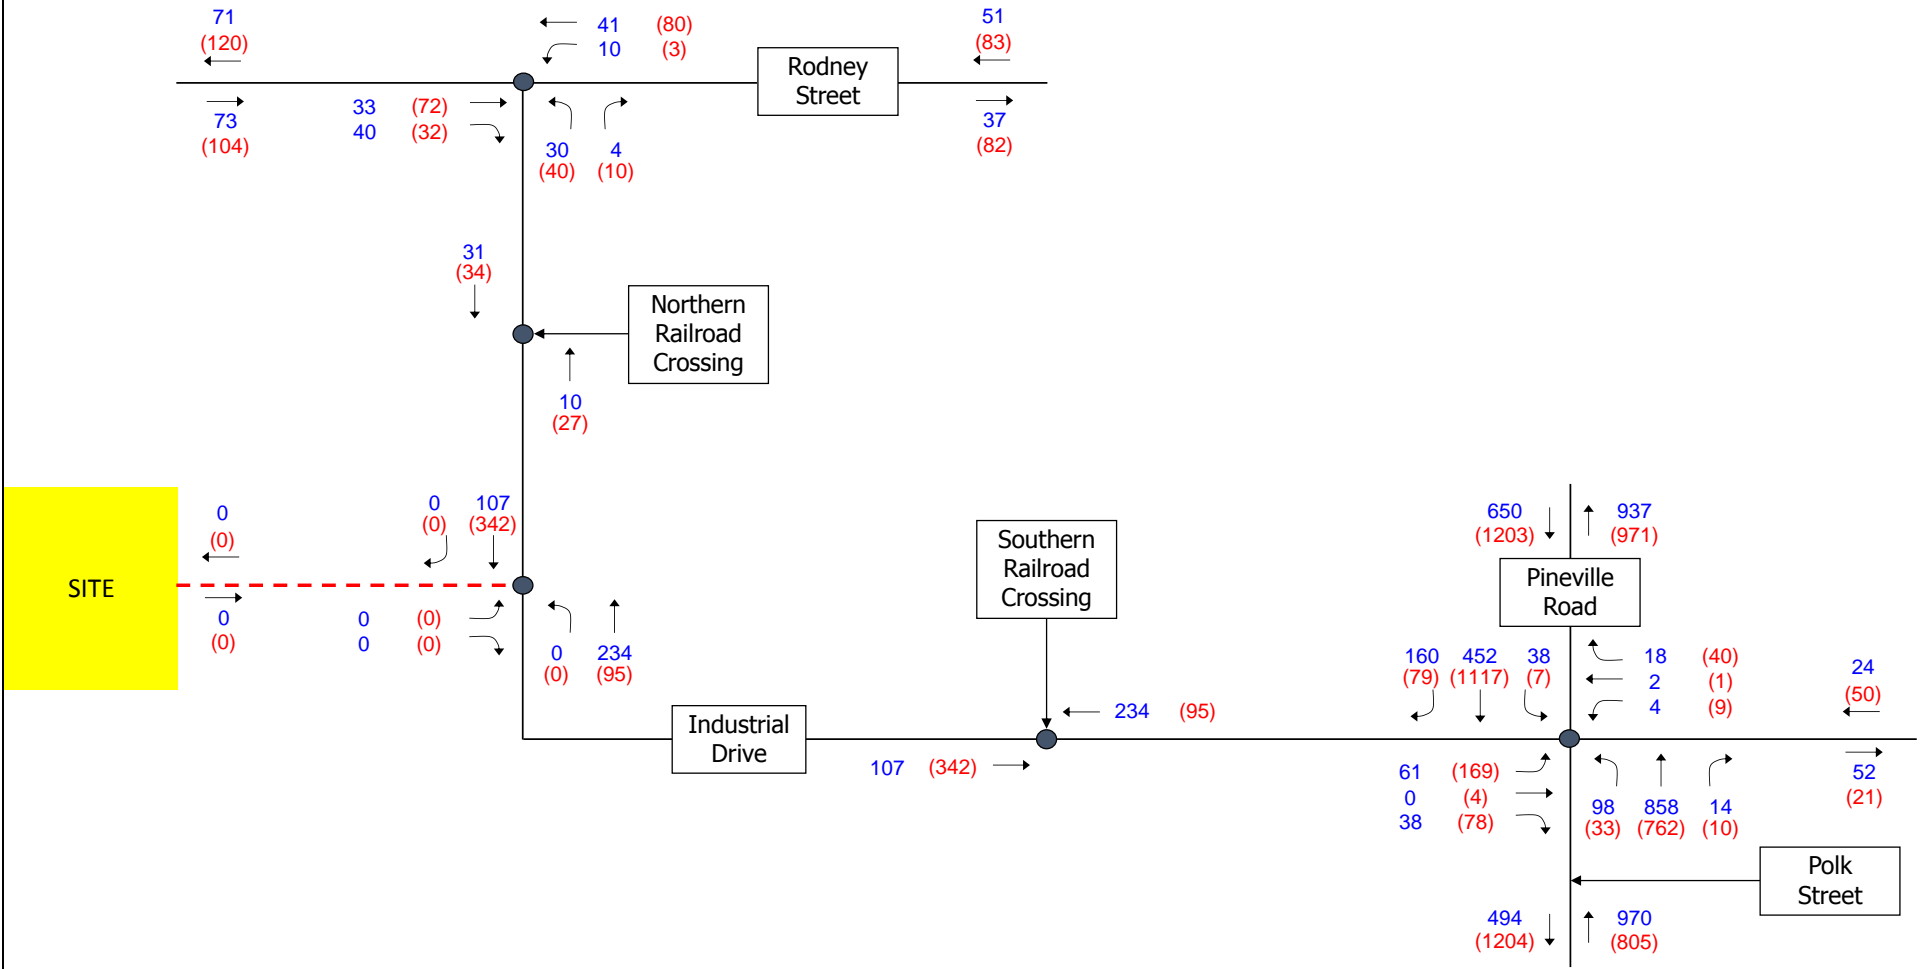 71
(120)
41 (80)
10 (3)
51
(83)
Rodney
Street
73
(104)
33 (72)
40 (32)
30 4
(40) (10)
37
(82)
31
(34)
Northern
Railroad
Crossing
10
(27)
SITE
0
(0)
0 107
(0) (342)
0
(0)
0 (0)
0 (0)
0 234
(0) (95)
Southern
Railroad
Crossing
650 937
(1203) (971)
Pineville
Road
160 452 38
(79) (1117) (7)
18 (40)
2 (1)
4 (9)
24
(50)
Industrial
Drive
234 (95)
107 (342)
61 (169)
0 (4)
38 (78)
98 858 14
(33) (762) (10)
52
(21)
Polk
Street
494 970
(1204) (805)